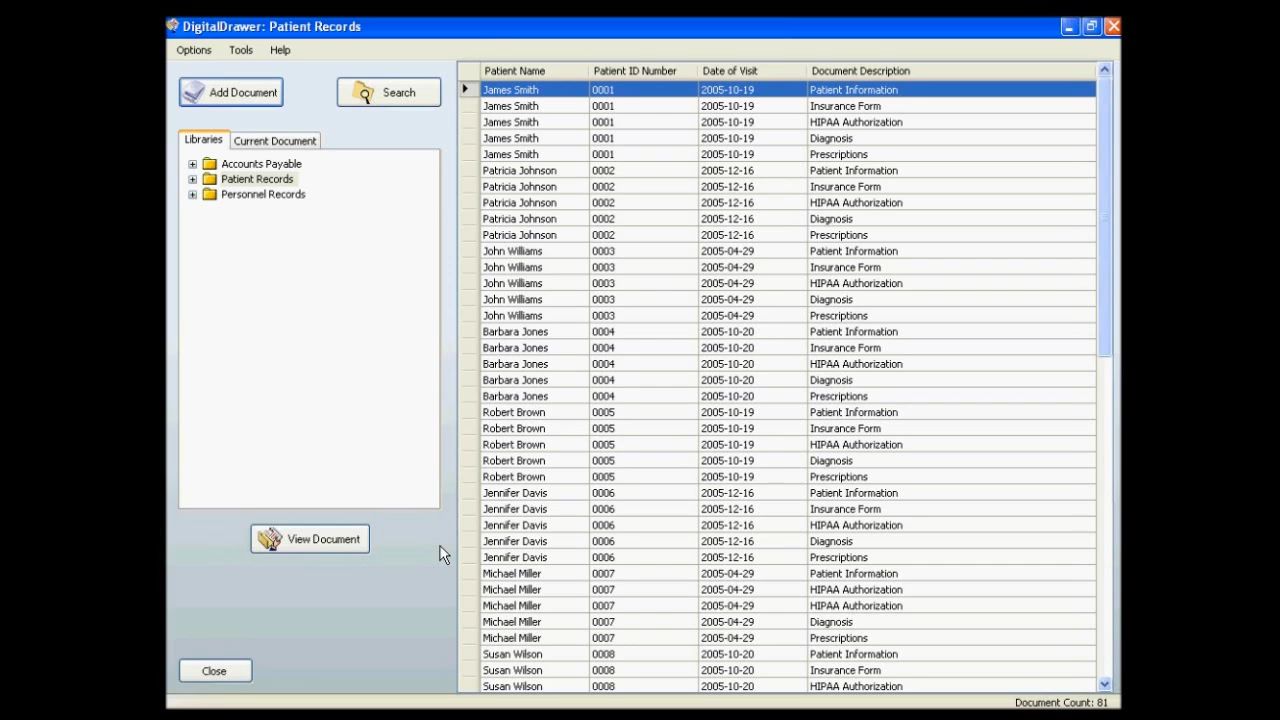 DigitalDrawer: Patient Records
Options Tools Help
Add Document Search
Libraries Current Document
Accounts Payable
Patient Records
Personnel Records
View Document
Close
Patient Name Patient ID Number Date of Visit Document Description
James Smith 0001 2005-10-19 Patient Information
James Smith 0001 2005-10-19 Insurance Form
James Smith 0001 2005-10-19 HIPAA Authorization
James Smith 0001 2005-10-19 Diagnosis
James Smith 0001 2005-10-19 Prescriptions
Patricia Johnson 0002 2005-12-16 Patient Information
Patricia Johnson 0002 2005-12-16 Insurance Form
Patricia Johnson 0002 2005-12-16 HIPAA Authorization
Patricia Johnson 0002 2005-12-16 Diagnosis
Patricia Johnson 0002 2005-12-16 Prescriptions
John Williams 0003 2005-04-29 Patient Information
John Williams 0003 2005-04-29 Insurance Form
John Williams 0003 2005-04-29 HIPAA Authorization
John Williams 0003 2005-04-29 Diagnosis
John Williams 0003 2005-04-29 Prescriptions
Barbara Jones 0004 2005-10-20 Patient Information
Barbara Jones 0004 2005-10-20 Insurance Form
Barbara Jones 0004 2005-10-20 HIPAA Authorization
Barbara Jones 0004 2005-10-20 Diagnosis
Barbara Jones 0004 2005-10-20 Prescriptions
Robert Brown 0005 2005-10-19 Patient Information
Robert Brown 0005 2005-10-19 Insurance Form
Robert Brown 0005 2005-10-19 HIPAA Authorization
Robert Brown 0005 2005-10-19 Diagnosis
Robert Brown 0005 2005-10-19 Prescriptions
Jennifer Davis 0006 2005-12-16 Patient Information
Jennifer Davis 0006 2005-12-16 Insurance Form
Jennifer Davis 0006 2005-12-16 HIPAA Authorization
Jennifer Davis 0006 2005-12-16 Diagnosis
Jennifer Davis 0006 2005-12-16 Prescriptions
Michael Miller 0007 2005-04-29 Patient Information
Michael Miller 0007 2005-04-29 HIPAA Authorization
Michael Miller 0007 2005-04-29 HIPAA Authorization
Michael Miller 0007 2005-04-29 Diagnosis
Michael Miller 0007 2005-04-29 Prescriptions
Susan Wilson 0008 2005-10-20 Patient Information
Susan Wilson 0008 2005-10-20 Insurance Form
Susan Wilson 0008 2005-10-20 HIPAA Authorization
Document Count: 81